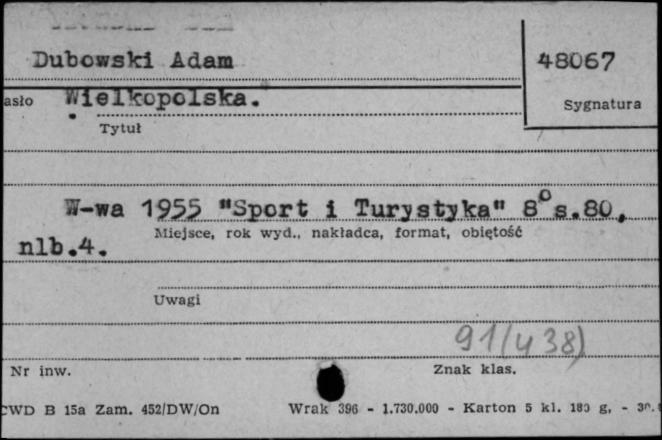 Dubowski Adam
48067
asło Wielkopolska.
Sygnatura
Tytuł
W-wa 1955 "Sport i Turystyka" 8° s.80,
Miejsce, rok wyd., nakładca, format, obiętość
nlb.4.
Uwagi
91(438)
Nr inw.
Znak klas.
CWD B 15a Zam. 452/DW/On Wrak 396 - 1.730.000 - Karton 5 kl. 180 g, -